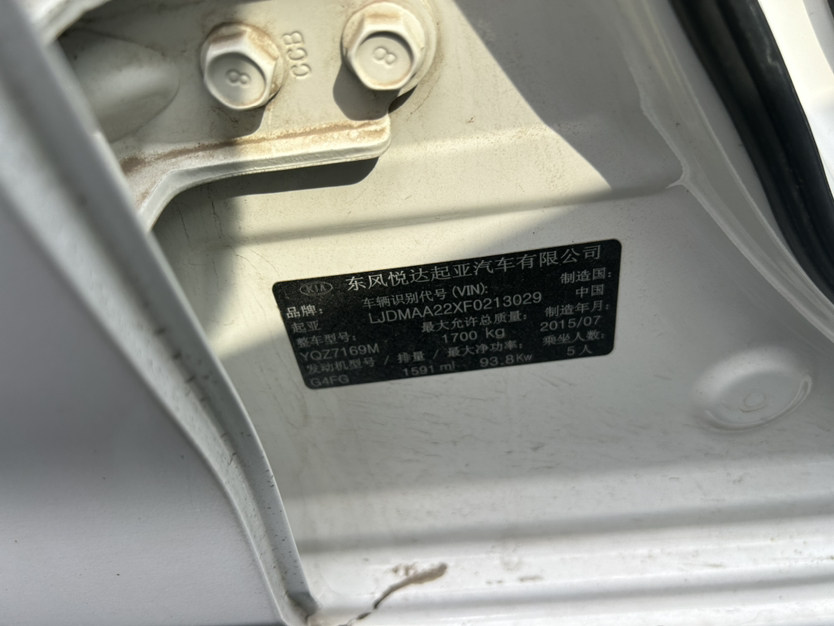 8
CCB
8
KIA 东风悦达起亚汽车有限公司
品牌: 车辆识别代号(VIN): 制造国:
起亚 LJDMAA22XF0213029 中国
整车型号: 最大允许总质量: 制造年月:
YQZ7169M 1700 kg 2015/07
发动机型号 / 排量 / 最大净功率: 乘坐人数:
G4FG 1591 ml 93.8Kw 5人